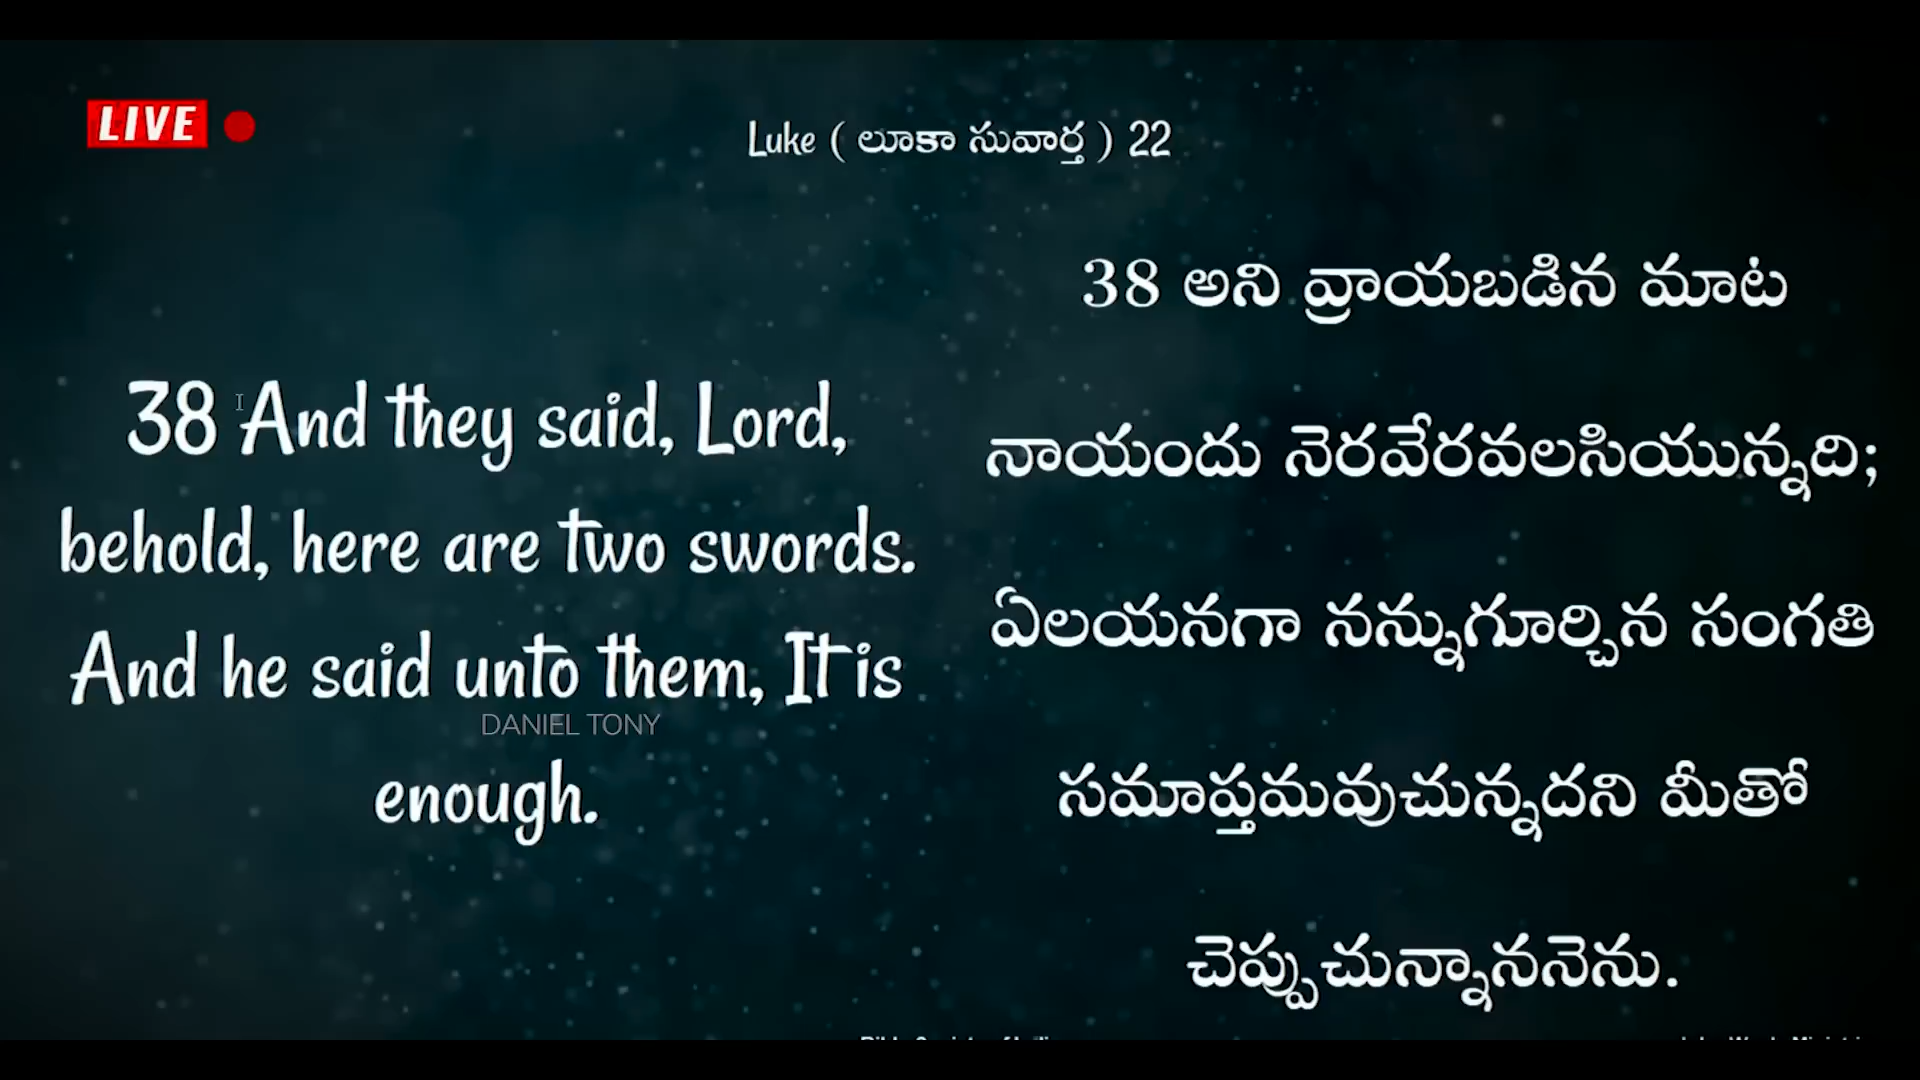 LIVE
Luke ( లూకా సువార్త ) 22
38 And they said, Lord,
behold, here are two swords.
And he said unto them, It is
enough.
DANIEL TONY
38 అని వ్రాయబడిన మాట
నాయందు నెరవేరవలసియున్నది;
ఏలయనగా నన్నుగూర్చిన సంగతి
సమాప్తమవుచున్నదని మీతో
చెప్పుచున్నాననెను.